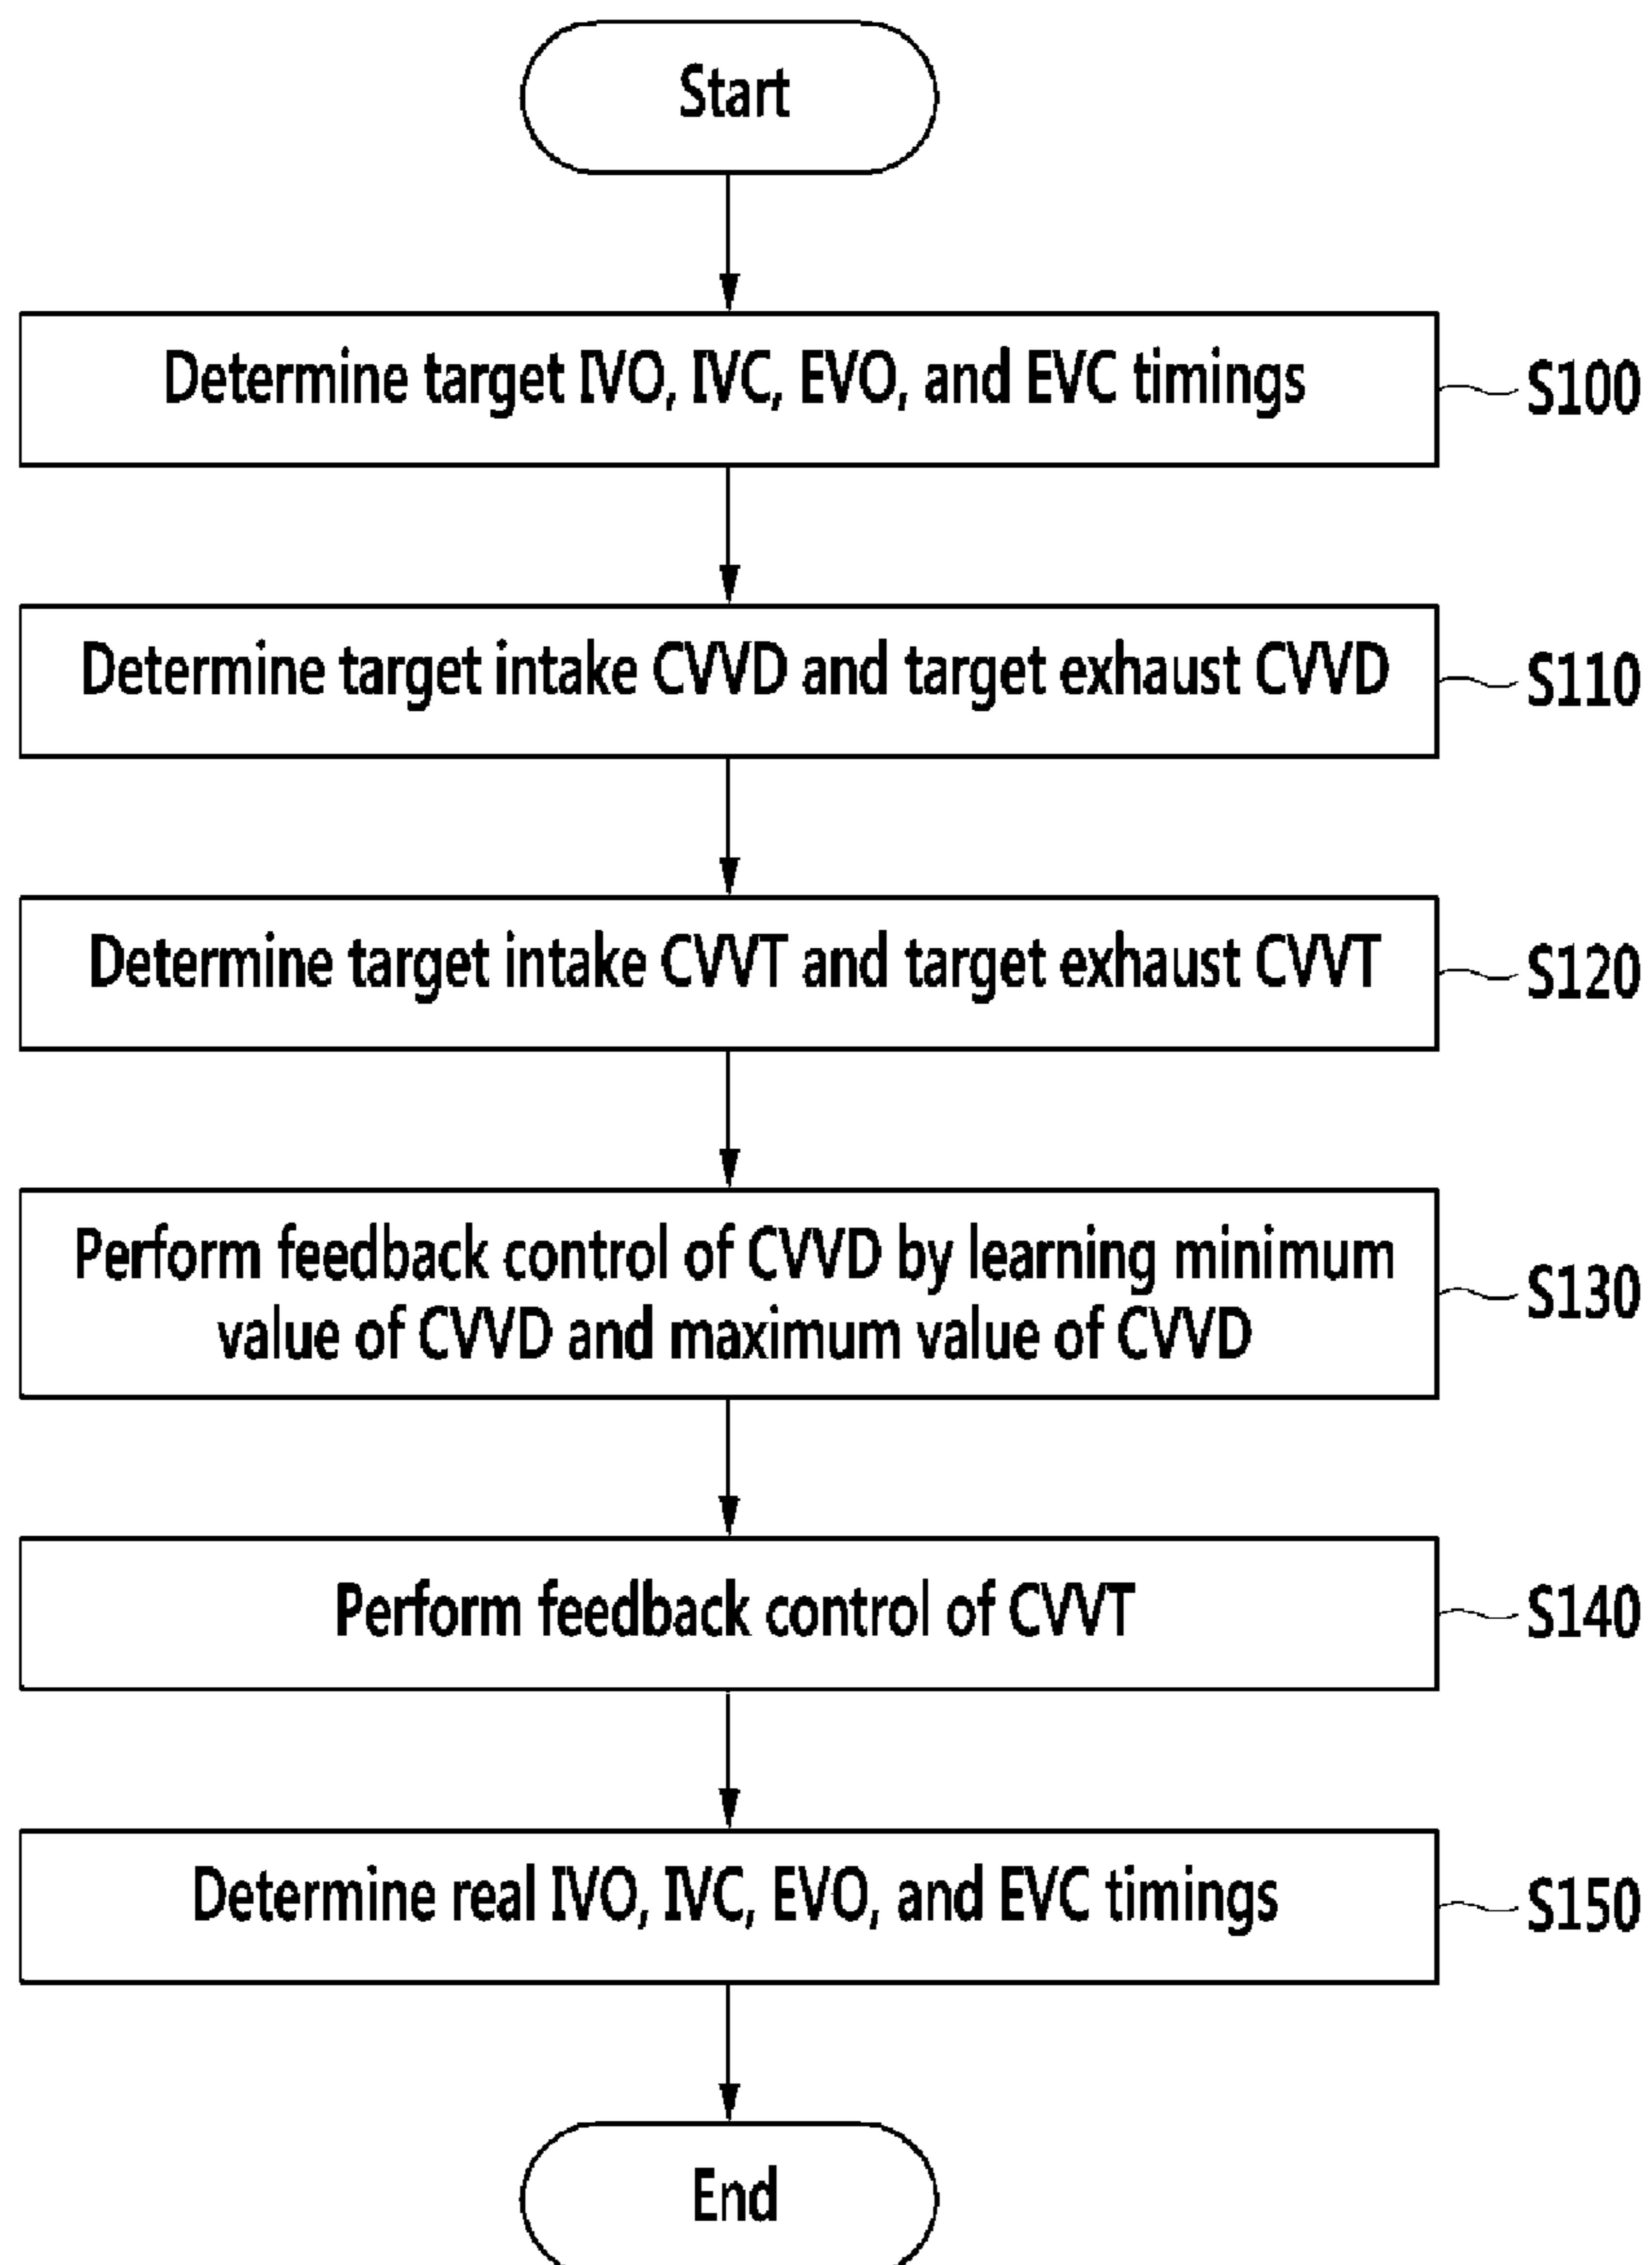 Start
Determine target IVO, IVC, EVO, and EVC timings
S100
Determine target intake CVVD and target exhaust CVVD
S110
Determine target intake CVVT and target exhaust CVVT
S120
Perform feedback control of CVVD by learning minimum
value of CVVD and maximum value of CVVD
S130
Perform feedback control of CVVT
S140
Determine real IVO, IVC, EVO, and EVC timings
S150
End